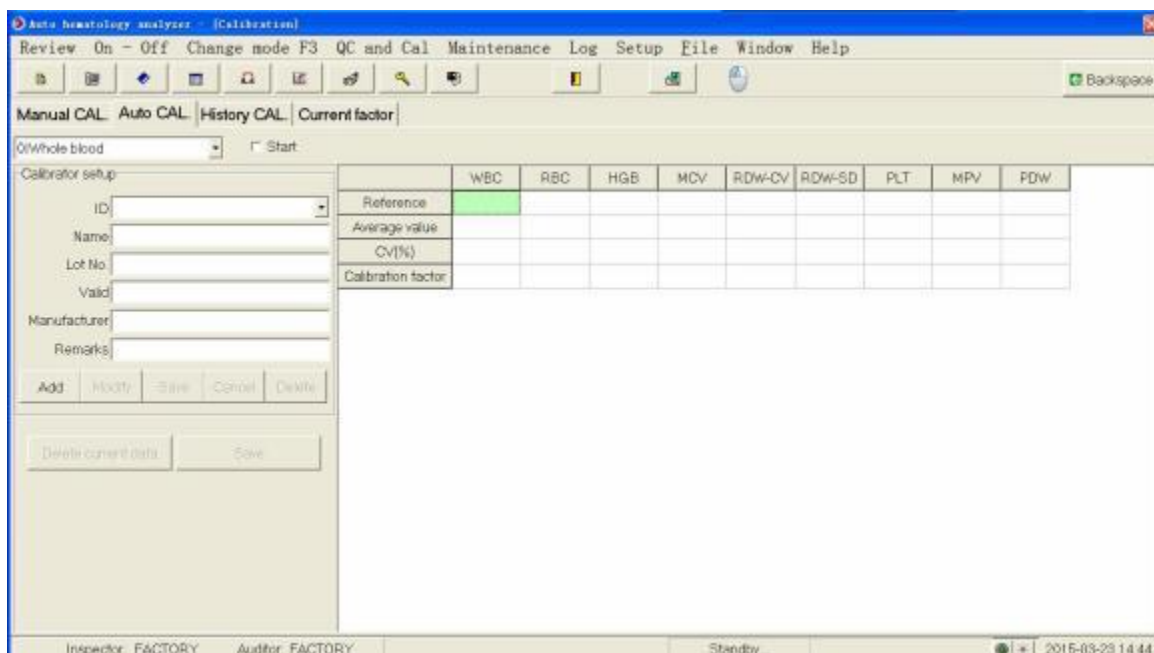 Auto hematology analyzer - [Calibration]
Review On - Off Change mode F3 QC and Cal Maintenance Log Setup File Window Help
Backspace
Manual CAL. Auto CAL. History CAL. Current factor
0/Whole blood Start
Calibrator setup
WBC RBC HGB MCV RDW-CV RDW-SD PLT MPV PDW
ID
Reference
Name
Average value
Lot No.
CV(%)
Valid
Calibration factor
Manufacturer
Remarks
Add Modify Save Cancel Delete
Delete current data Save
Inspector FACTORY Auditor FACTORY Standby 2015-03-23 14:44